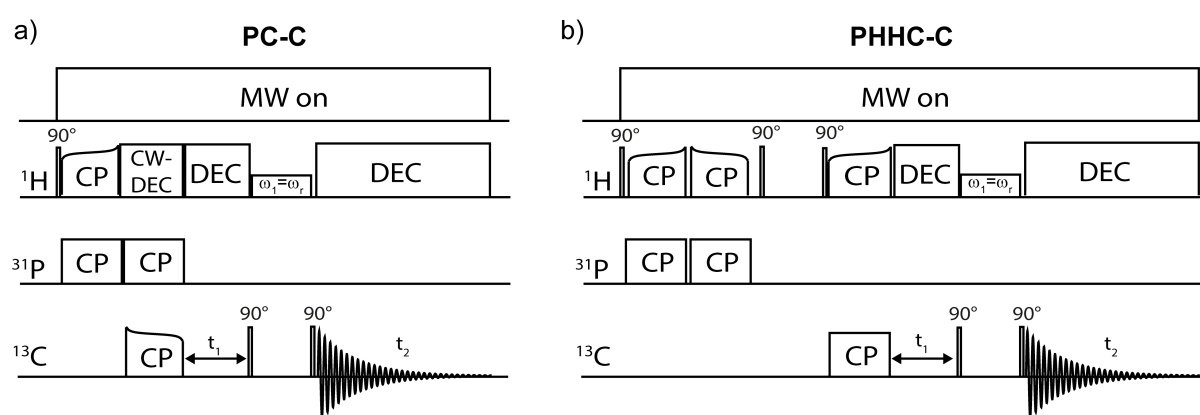 a) PC-C
MW on
90°
¹H CP CW-DEC DEC ω₁=ωᵣ DEC
³¹P CP CP
90° 90°
¹³C CP t₁ t₂
b) PHHC-C
MW on
90° 90° 90°
¹H CP CP CP DEC ω₁=ωᵣ DEC
³¹P CP CP
90° 90°
¹³C CP t₁ t₂